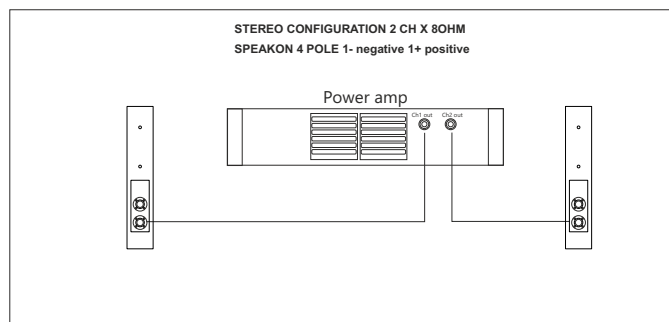 STEREO CONFIGURATION 2 CH X 8OHM
SPEAKON 4 POLE 1- negative 1+ positive
Power amp
Ch1 out Ch2 out